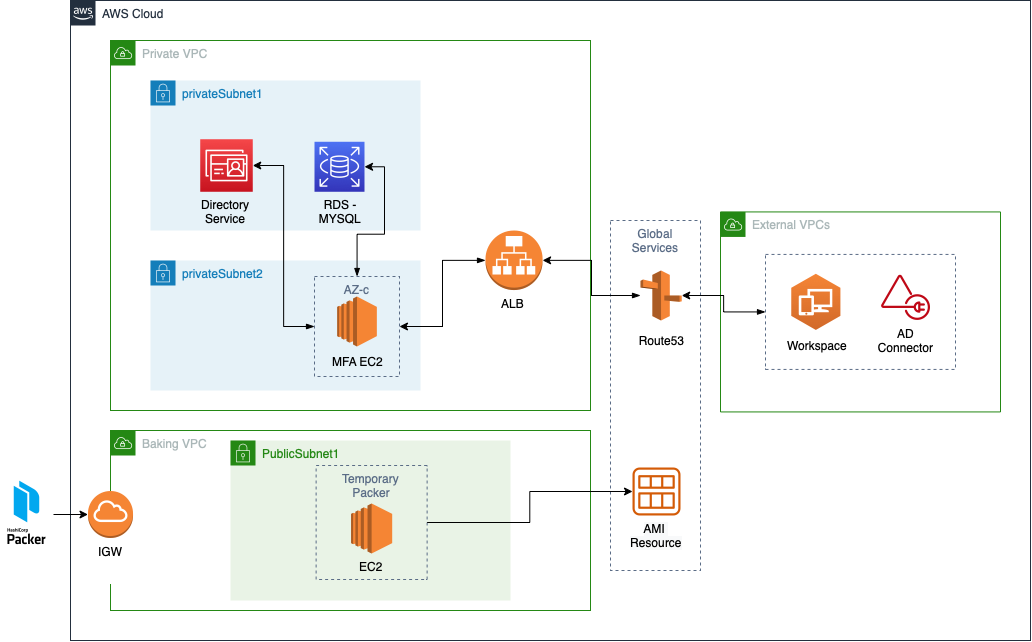 aws
AWS Cloud
Private VPC
privateSubnet1
Directory
Service
RDS -
MYSQL
privateSubnet2
AZ-c
MFA EC2
ALB
Global
Services
Route53
External VPCs
Workspace
AD
Connector
Baking VPC
PublicSubnet1
Temporary
Packer
EC2
AMI
Resource
HashiCorp
Packer
IGW